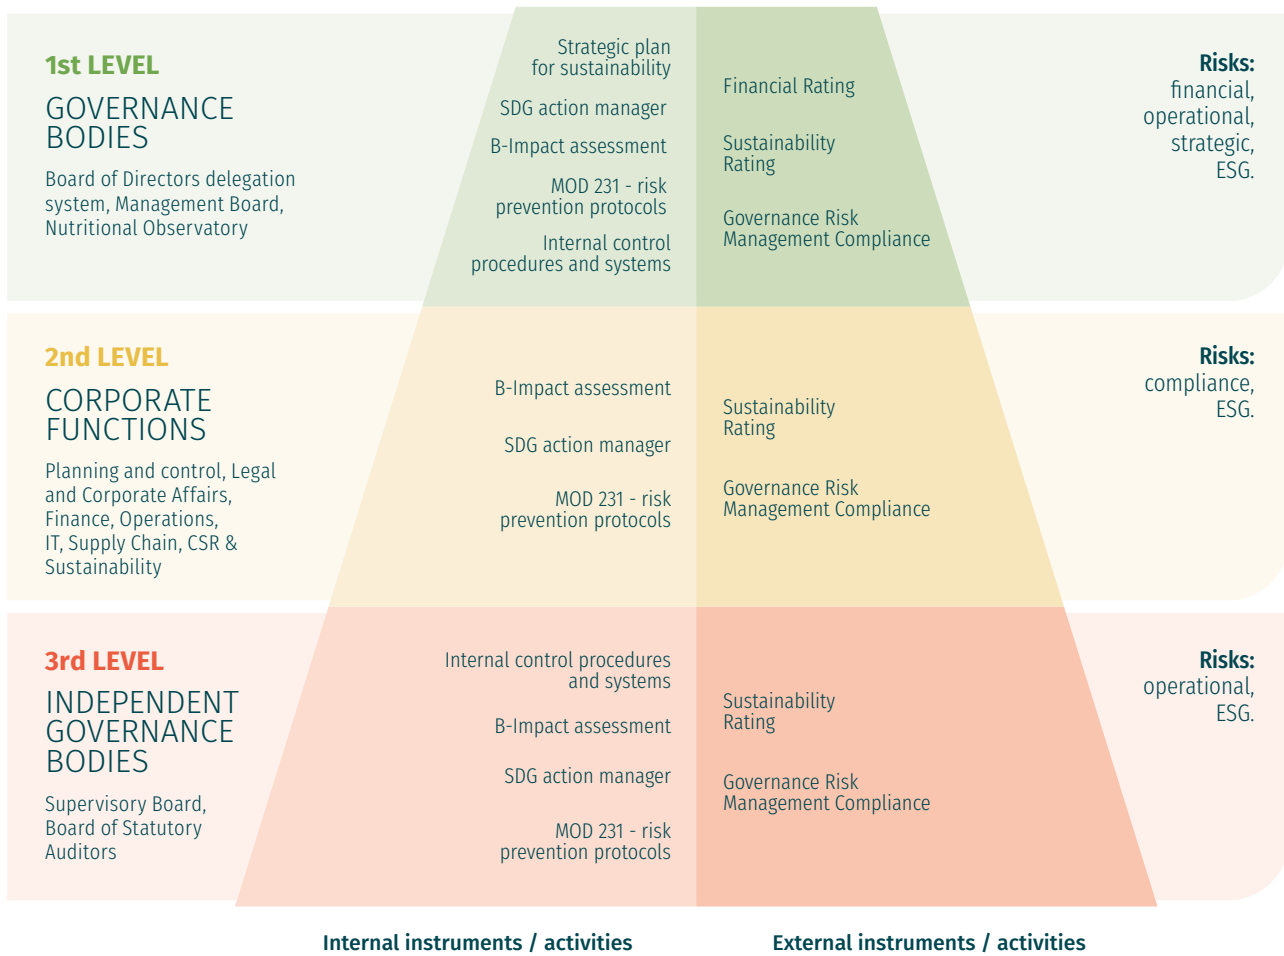 1st LEVEL
GOVERNANCE
BODIES
Board of Directors delegation
system, Management Board,
Nutritional Observatory
Strategic plan
for sustainability
SDG action manager
B-Impact assessment
MOD 231 - risk
prevention protocols
Internal control
procedures and systems
Financial Rating
Sustainability
Rating
Governance Risk
Management Compliance
Risks:
financial,
operational,
strategic,
ESG.
2nd LEVEL
CORPORATE
FUNCTIONS
Planning and control, Legal
and Corporate Affairs,
Finance, Operations,
IT, Supply Chain, CSR &
Sustainability
B-Impact assessment
SDG action manager
MOD 231 - risk
prevention protocols
Sustainability
Rating
Governance Risk
Management Compliance
Risks:
compliance,
ESG.
3rd LEVEL
INDEPENDENT
GOVERNANCE
BODIES
Supervisory Board,
Board of Statutory
Auditors
Internal control procedures
and systems
B-Impact assessment
SDG action manager
MOD 231 - risk
prevention protocols
Sustainability
Rating
Governance Risk
Management Compliance
Risks:
operational,
ESG.
Internal instruments / activities
External instruments / activities